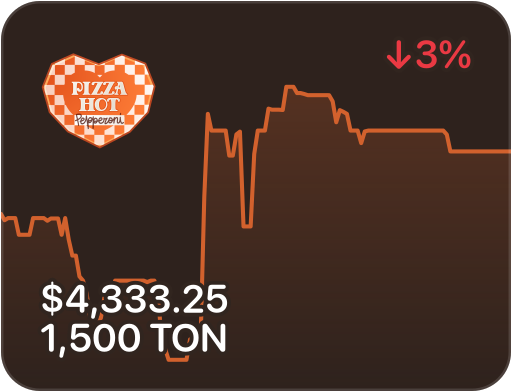 ↓3%
PIZZA
HOT
Pepperoni
$4,333.25
1,500 TON